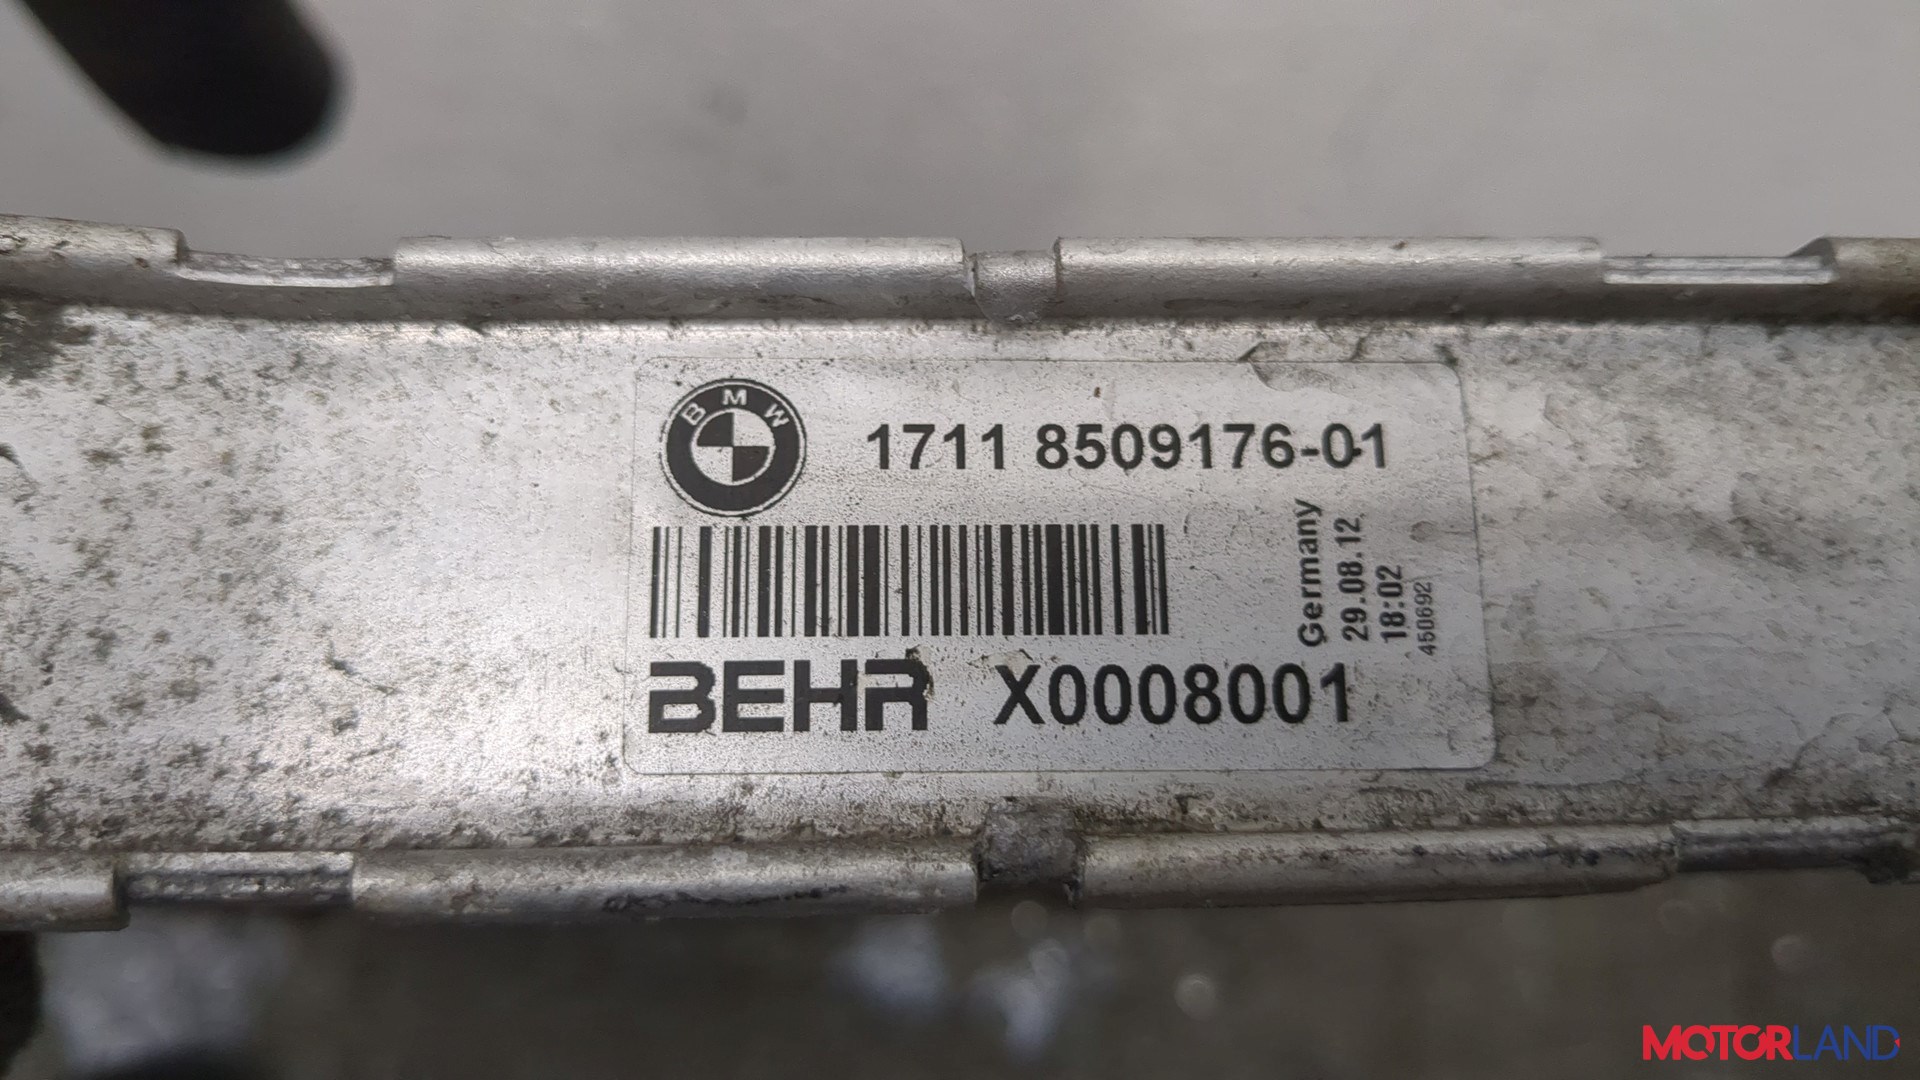 BMW
1711 8509176-01
Germany
29.08.12
18:02
450692
BEHR X0008001
MOTORLAND